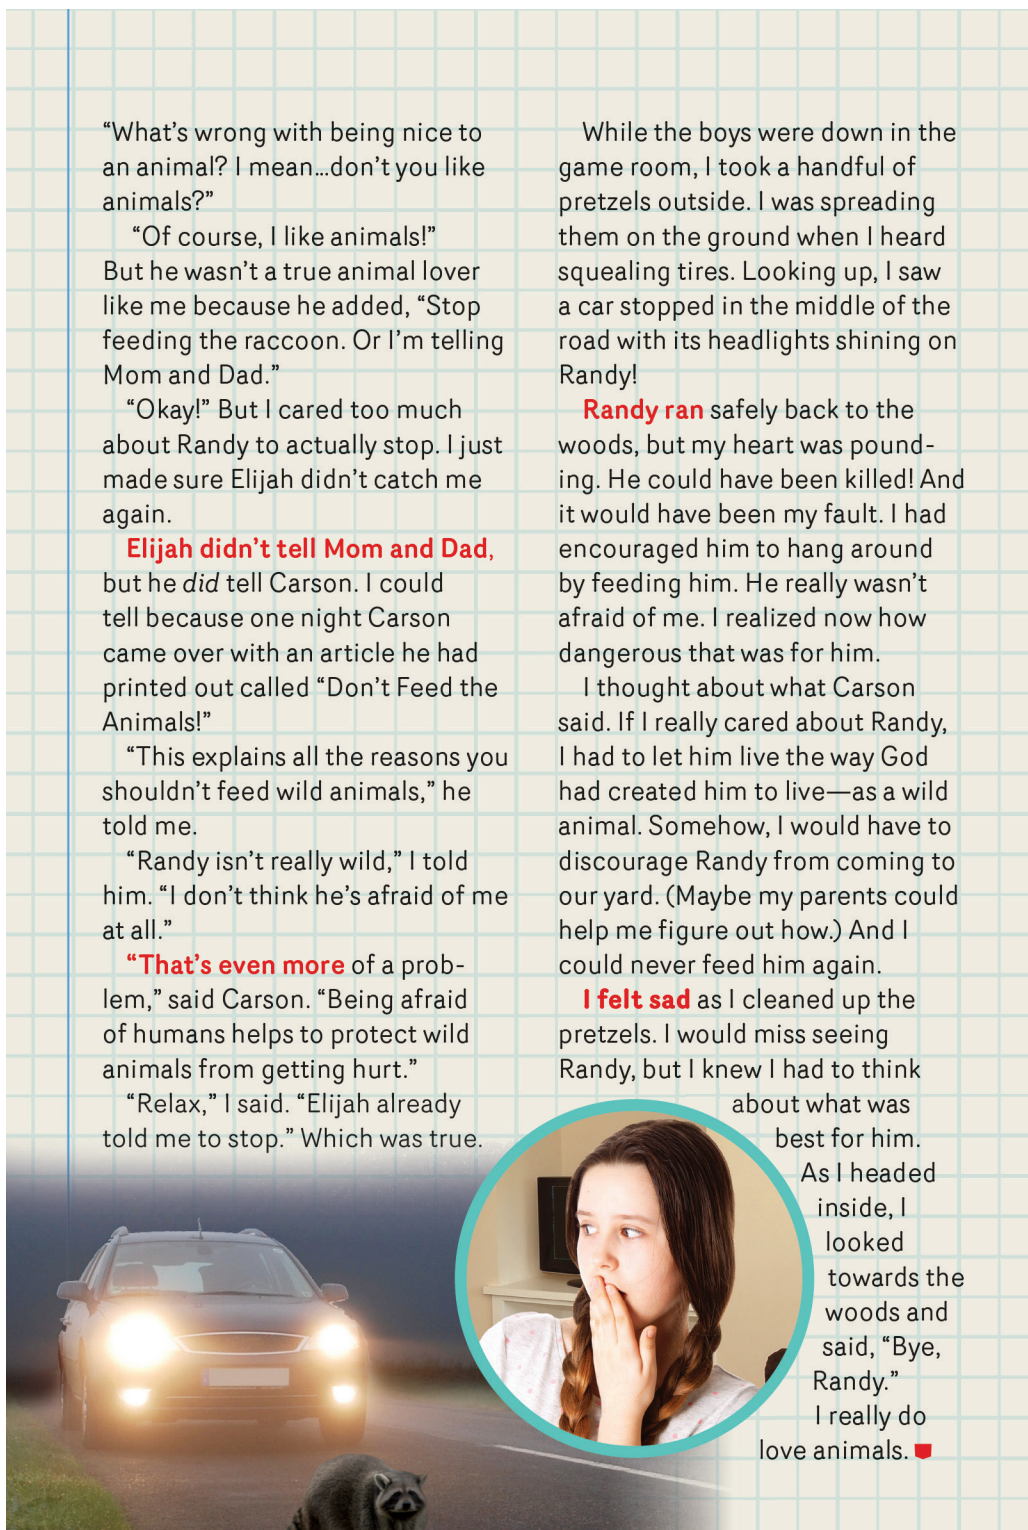 “What’s wrong with being nice to
an animal? I mean…don’t you like
animals?”
“Of course, I like animals!”
But he wasn’t a true animal lover
like me because he added, “Stop
feeding the raccoon. Or I’m telling
Mom and Dad.”
“Okay!” But I cared too much
about Randy to actually stop. I just
made sure Elijah didn’t catch me
again.
Elijah didn’t tell Mom and Dad,
but he did tell Carson. I could
tell because one night Carson
came over with an article he had
printed out called “Don’t Feed the
Animals!”
“This explains all the reasons you
shouldn’t feed wild animals,” he
told me.
“Randy isn’t really wild,” I told
him. “I don’t think he’s afraid of me
at all.”
“That’s even more of a prob-
lem,” said Carson. “Being afraid
of humans helps to protect wild
animals from getting hurt.”
“Relax,” I said. “Elijah already
told me to stop.” Which was true.
While the boys were down in the
game room, I took a handful of
pretzels outside. I was spreading
them on the ground when I heard
squealing tires. Looking up, I saw
a car stopped in the middle of the
road with its headlights shining on
Randy!
Randy ran safely back to the
woods, but my heart was pound-
ing. He could have been killed! And
it would have been my fault. I had
encouraged him to hang around
by feeding him. He really wasn’t
afraid of me. I realized now how
dangerous that was for him.
I thought about what Carson
said. If I really cared about Randy,
I had to let him live the way God
had created him to live—as a wild
animal. Somehow, I would have to
discourage Randy from coming to
our yard. (Maybe my parents could
help me figure out how.) And I
could never feed him again.
I felt sad as I cleaned up the
pretzels. I would miss seeing
Randy, but I knew I had to think
about what was
best for him.
As I headed
inside, I
looked
towards the
woods and
said, “Bye,
Randy.”
I really do
love animals.